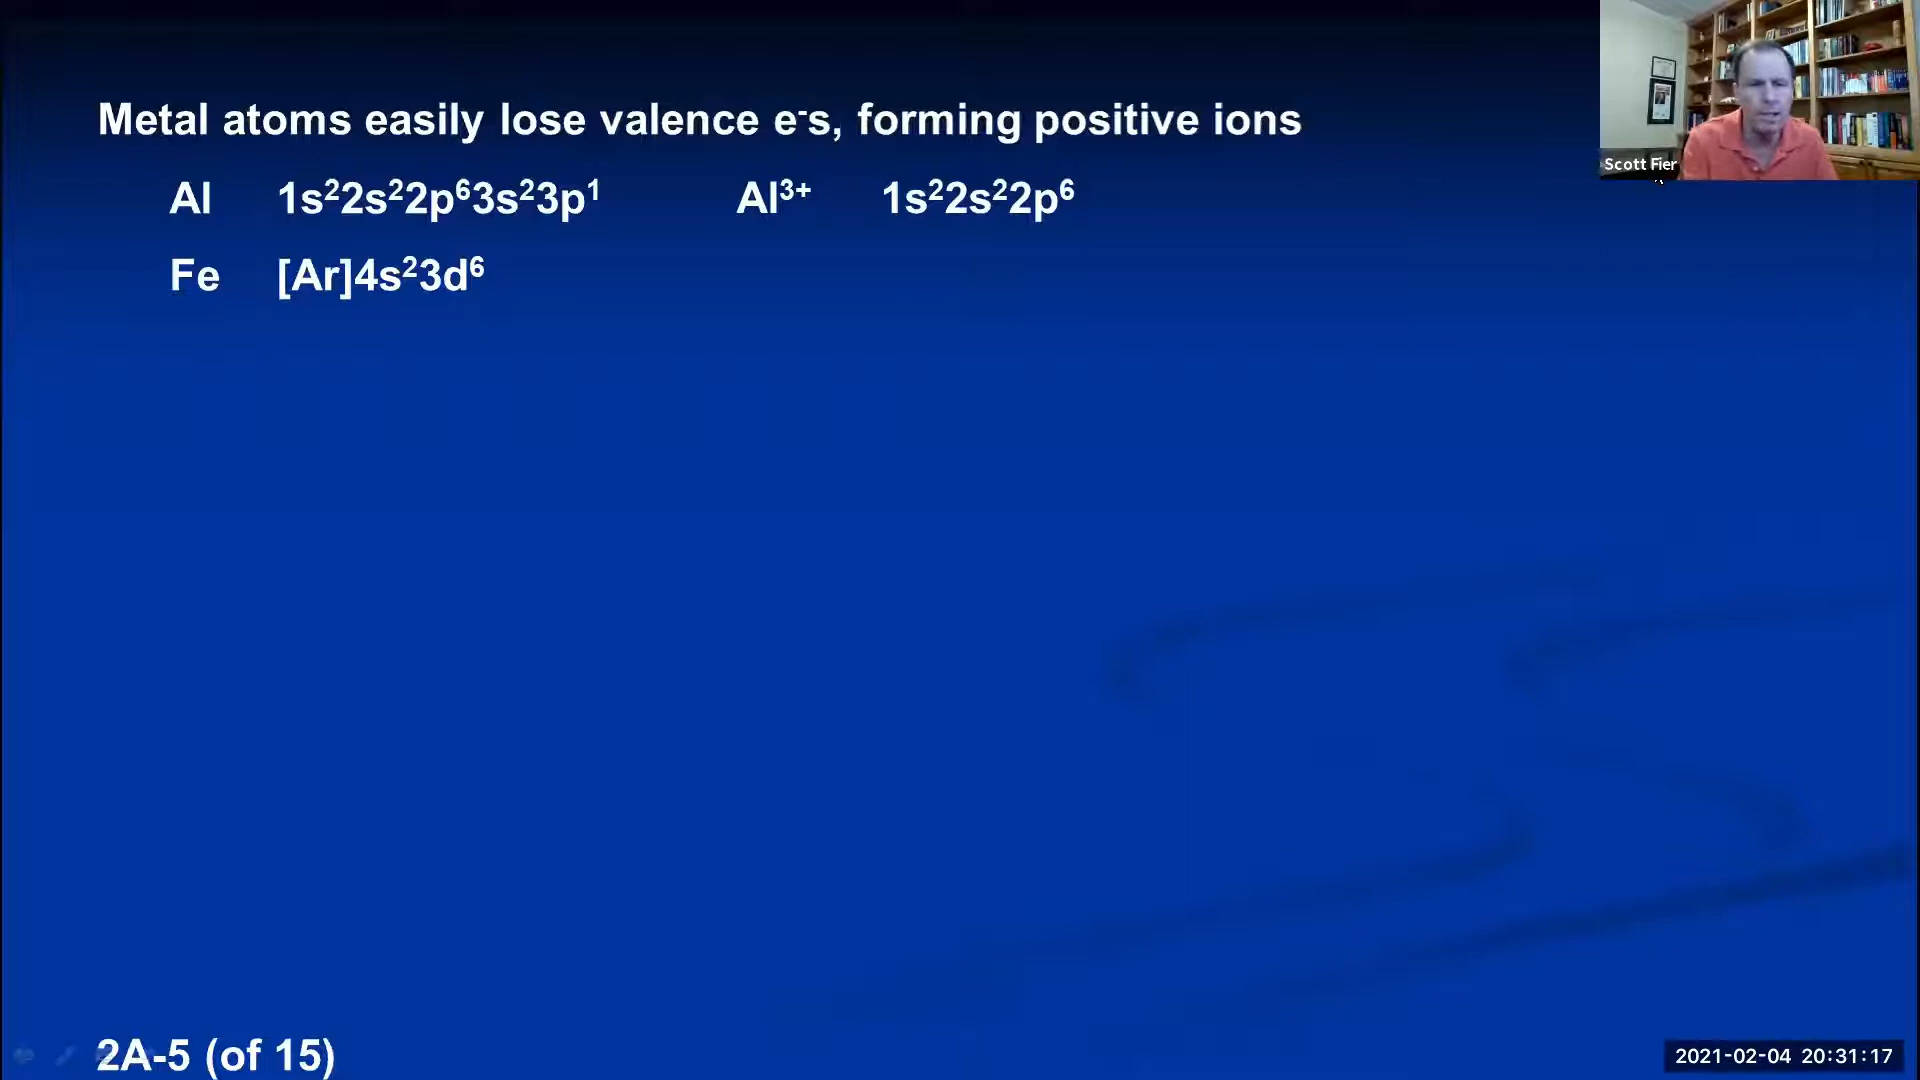 Metal atoms easily lose valence e⁻s, forming positive ions
Scott Fier
Al 1s²2s²2p⁶3s²3p¹ Al³⁺ 1s²2s²2p⁶
Fe [Ar]4s²3d⁶
2A-5 (of 15)
2021-02-04 20:31:17